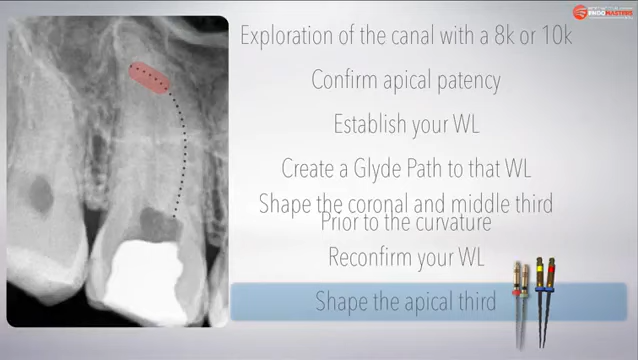 ENDOMASTERS
Exploration of the canal with a 8k or 10k
Confirm apical patency
Establish your WL
Create a Glyde Path to that WL
Shape the coronal and middle third
Prior to the curvature
Reconfirm your WL
Shape the apical third